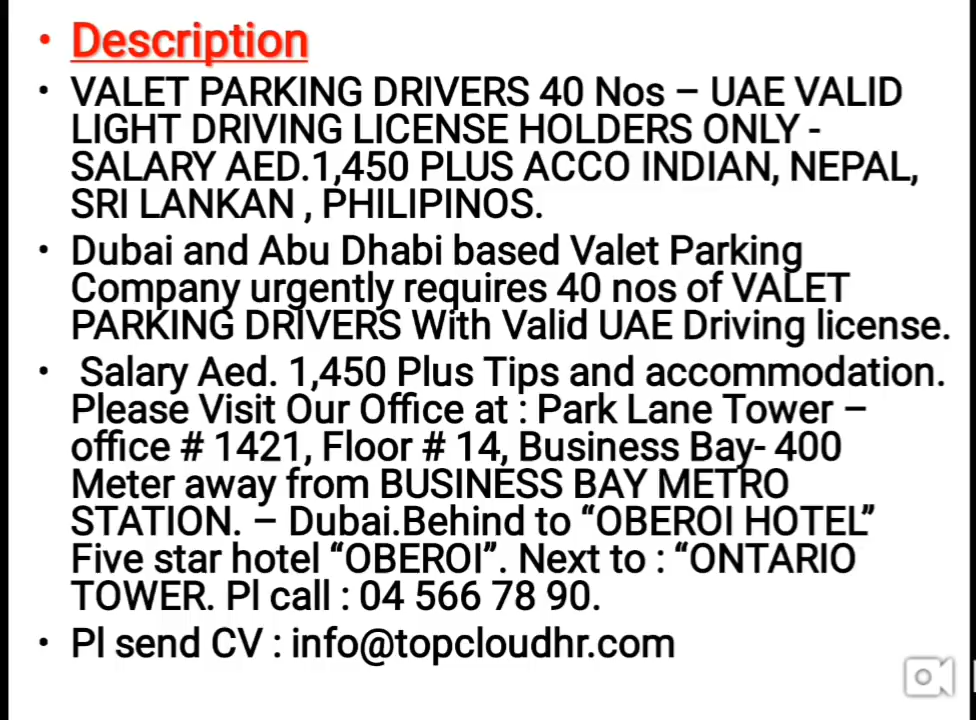 • Description
• VALET PARKING DRIVERS 40 Nos – UAE VALID
LIGHT DRIVING LICENSE HOLDERS ONLY -
SALARY AED.1,450 PLUS ACCO INDIAN, NEPAL,
SRI LANKAN , PHILIPINOS.
• Dubai and Abu Dhabi based Valet Parking
Company urgently requires 40 nos of VALET
PARKING DRIVERS With Valid UAE Driving license.
• Salary Aed. 1,450 Plus Tips and accommodation.
Please Visit Our Office at : Park Lane Tower –
office # 1421, Floor # 14, Business Bay- 400
Meter away from BUSINESS BAY METRO
STATION. – Dubai.Behind to “OBEROI HOTEL”
Five star hotel “OBEROI”. Next to : “ONTARIO
TOWER. Pl call : 04 566 78 90.
• Pl send CV : info@topcloudhr.com